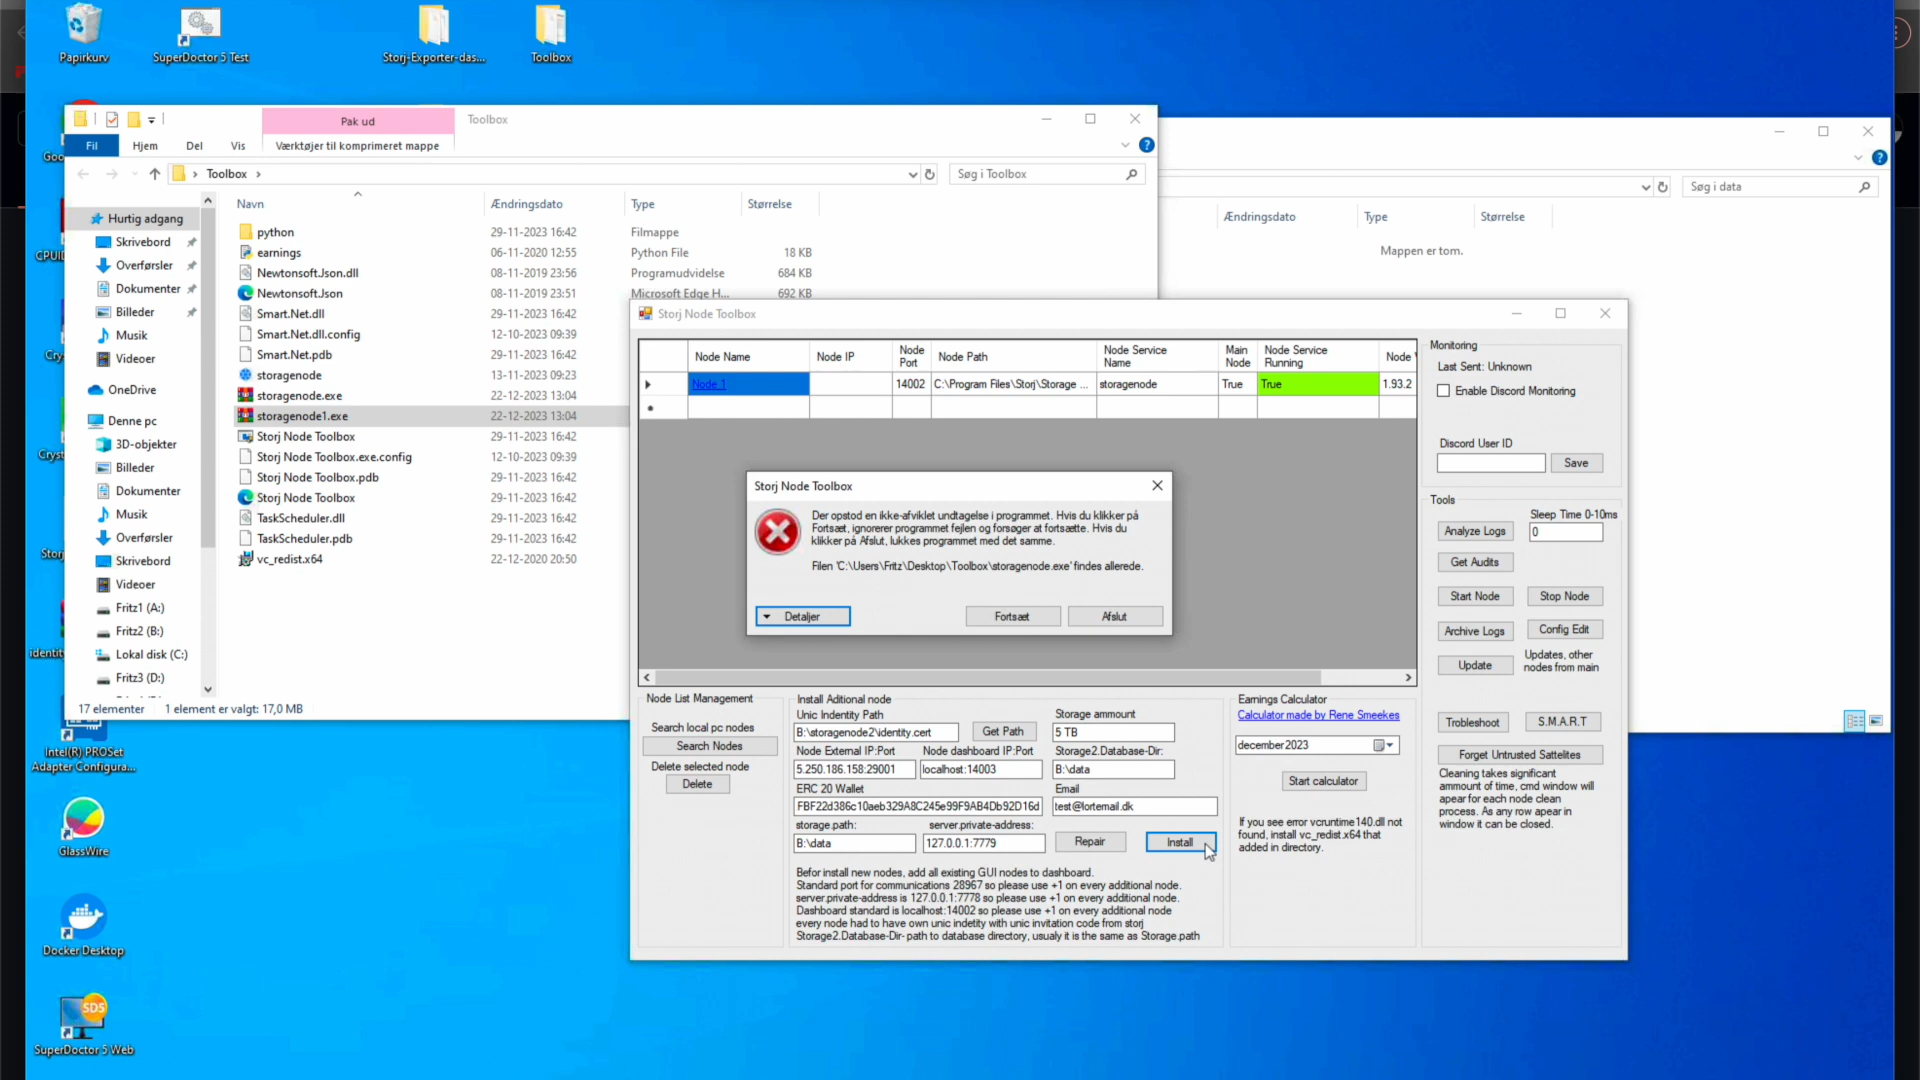 Papirkurv
SuperDoctor 5 Test
Storj-Exporter-das...
Toolbox
Pak ud
Toolbox
Fil
Hjem
Del
Vis
Værktøjer til komprimeret mappe
Toolbox
Søg i Toolbox
Søg i data
Navn
Ændringsdato
Type
Størrelse
Ændringsdato
Type
Størrelse
Mappen er tom.
Hurtig adgang
Skrivebord
Overførsler
Dokumenter
Billeder
Musik
Videoer
OneDrive
Denne pc
3D-objekter
Billeder
Dokumenter
Musik
Overførsler
Skrivebord
Videoer
Fritz1 (A:)
Fritz2 (B:)
Lokal disk (C:)
Fritz3 (D:)
python 29-11-2023 16:42 Filmappe
earnings 06-11-2020 12:55 Python File 18 KB
Newtonsoft.Json.dll 08-11-2019 23:56 Programudvidelse 684 KB
Newtonsoft.Json 08-11-2019 23:51 Microsoft Edge H... 692 KB
Smart.Net.dll 29-11-2023 16:42
Smart.Net.dll.config 12-10-2023 09:39
Smart.Net.pdb 29-11-2023 16:42
storagenode 13-11-2023 09:23
storagenode.exe 22-12-2023 13:04
storagenode1.exe 22-12-2023 13:04
Storj Node Toolbox 29-11-2023 16:42
Storj Node Toolbox.exe.config 12-10-2023 09:39
Storj Node Toolbox.pdb 29-11-2023 16:42
Storj Node Toolbox 29-11-2023 16:42
TaskScheduler.dll 29-11-2023 16:42
TaskScheduler.pdb 29-11-2023 16:42
vc_redist.x64 22-12-2020 20:50
17 elementer
1 element er valgt: 17,0 MB
Storj Node Toolbox
Node Name
Node IP
Node Port
Node Path
Node Service Name
Main Node
Node Service Running
Node
Node 1
14002
C:\Program Files\Storj\Storage ...
storagenode
True
True
1.93.2
Storj Node Toolbox
Der opstod en ikke-afviklet undtagelse i programmet. Hvis du klikker på
Fortsæt, ignorerer programmet fejlen og forsøger at fortsætte. Hvis du
klikker på Afslut, lukkes programmet med det samme.
Filen 'C:\Users\Fritz\Desktop\Toolbox\storagenode.exe' findes allerede.
Detaljer
Fortsæt
Afslut
Monitoring
Last Sent: Unknown
Enable Discord Monitoring
Discord User ID
Save
Tools
Sleep Time 0-10ms
Analyze Logs
0
Get Audits
Start Node
Stop Node
Archive Logs
Config Edit
Update
Updates, other
nodes from main
Trobleshoot
S.M.A.R.T
Forget Untrusted Sattelites
Cleaning takes significant
ammount of time, cmd window will
apear for each node clean
process. As any row apear in
window it can be closed.
Node List Management
Search local pc nodes
Search Nodes
Delete selected node
Delete
Install Aditional node
Unic Indentity Path
B:\storagenode2\identity.cert
Get Path
Storage ammount
5 TB
Node External IP:Port
5.250.186.158:29001
Node dashboard IP:Port
localhost:14003
Storage2.Database-Dir:
B:\data
ERC 20 Wallet
FBF22d386c10aeb329A8C245e99F9AB4Db92D16d
Email
test@lortemail.dk
storage.path:
B:\data
server.private-address:
127.0.0.1:7779
Repair
Install
Befor install new nodes, add all existing GUI nodes to dashboard.
Standard port for communications 28967 so please use +1 on every additional node.
server.private-address is 127.0.0.1:7778 so please use +1 on every additional node.
Dashboard standard is localhost:14002 so please use +1 on every additional node
every node had to have own unic indetity with unic invitation code from storj
Storage2.Database-Dir- path to database directory, usualy it is the same as Storage.path
Earnings Calculator
Calculator made by Rene Smeekes
december2023
Start calculator
If you see error vcruntime140.dll not
found, install vc_redist.x64 that
added in directory.
Intel(R) PROSet
Adapter Configura...
GlassWire
Docker Desktop
SD5
SuperDoctor 5 Web